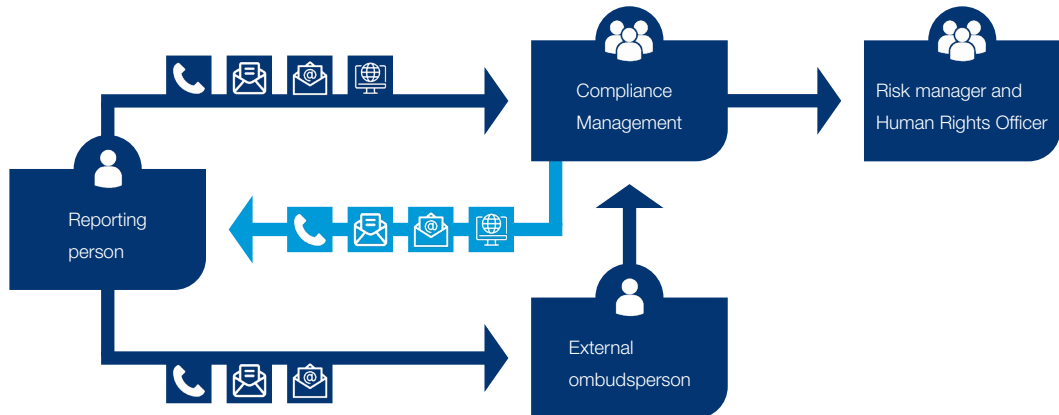 Compliance
Management
Risk manager and
Human Rights Officer
Reporting
person
External
ombudsperson